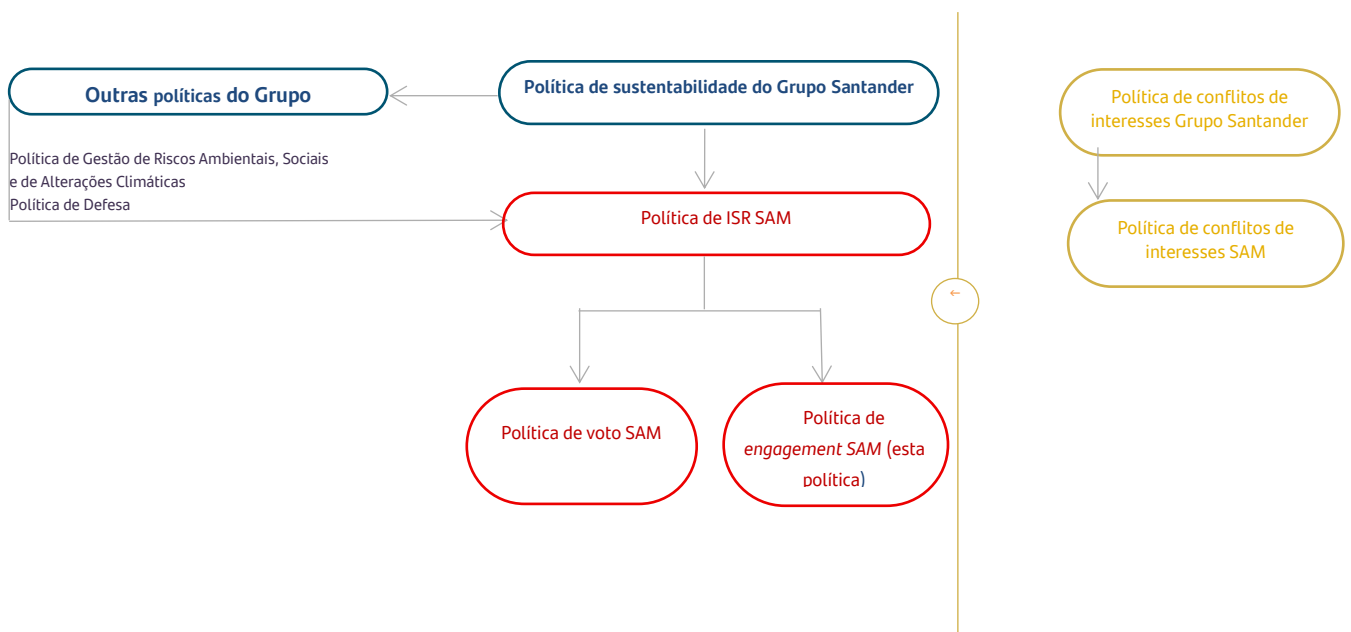 Outras políticas do Grupo
Política de sustentabilidade do Grupo Santander
Política de Gestão de Riscos Ambientais, Sociais
e de Alterações Climáticas
Política de Defesa
Política de ISR SAM
Política de voto SAM
Política de
engagement SAM (esta
política)
←
Política de conflitos de
interesses Grupo Santander
Política de conflitos de
interesses SAM